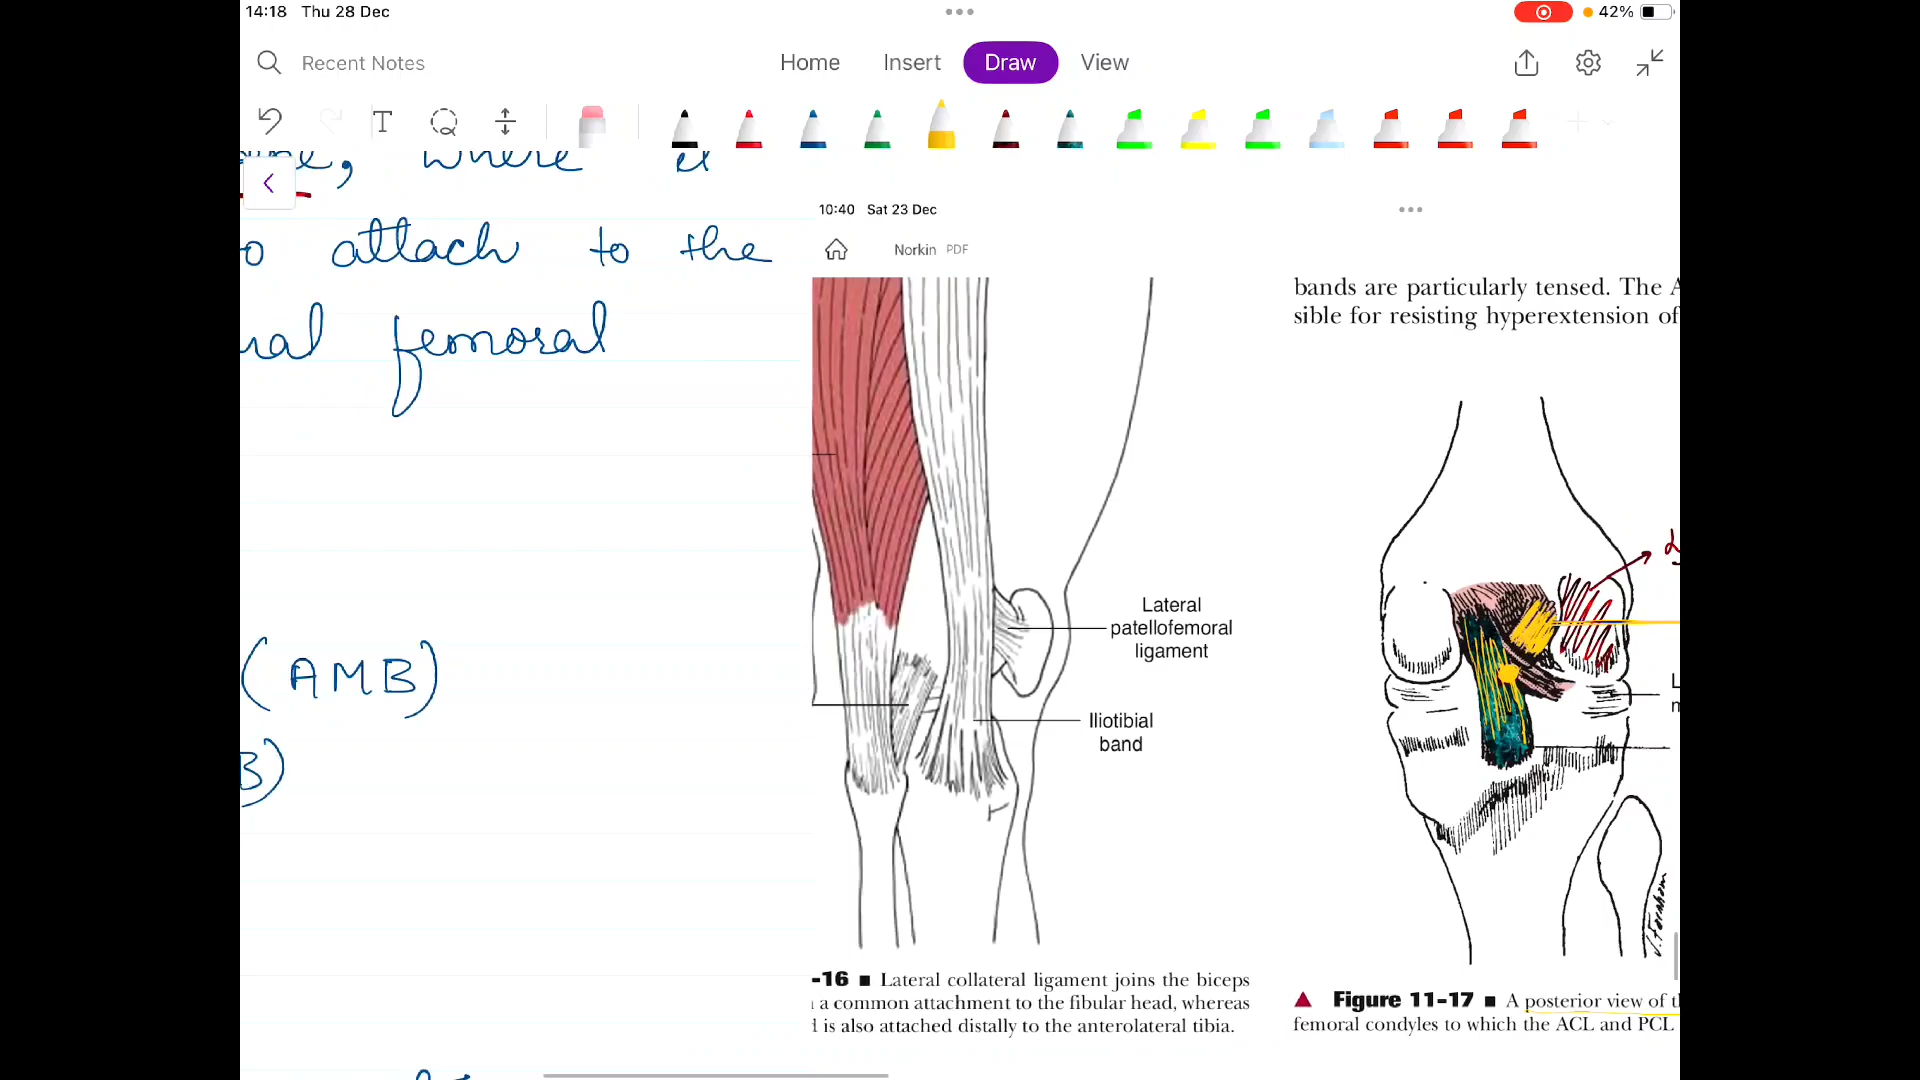 14:18 Thu 28 Dec
42%
Recent Notes
Home Insert Draw View
T
where it
attach to the
femoral
(AMB)
10:40 Sat 23 Dec
Norkin PDF
Lateral
patellofemoral
ligament
Iliotibial
band
-16 ■ Lateral collateral ligament joins the biceps
a common attachment to the fibular head, whereas
is also attached distally to the anterolateral tibia.
bands are particularly tensed. The A
sible for resisting hyperextension of
L
▲ Figure 11-17 ■ A posterior view of
femoral condyles to which the ACL and PCL